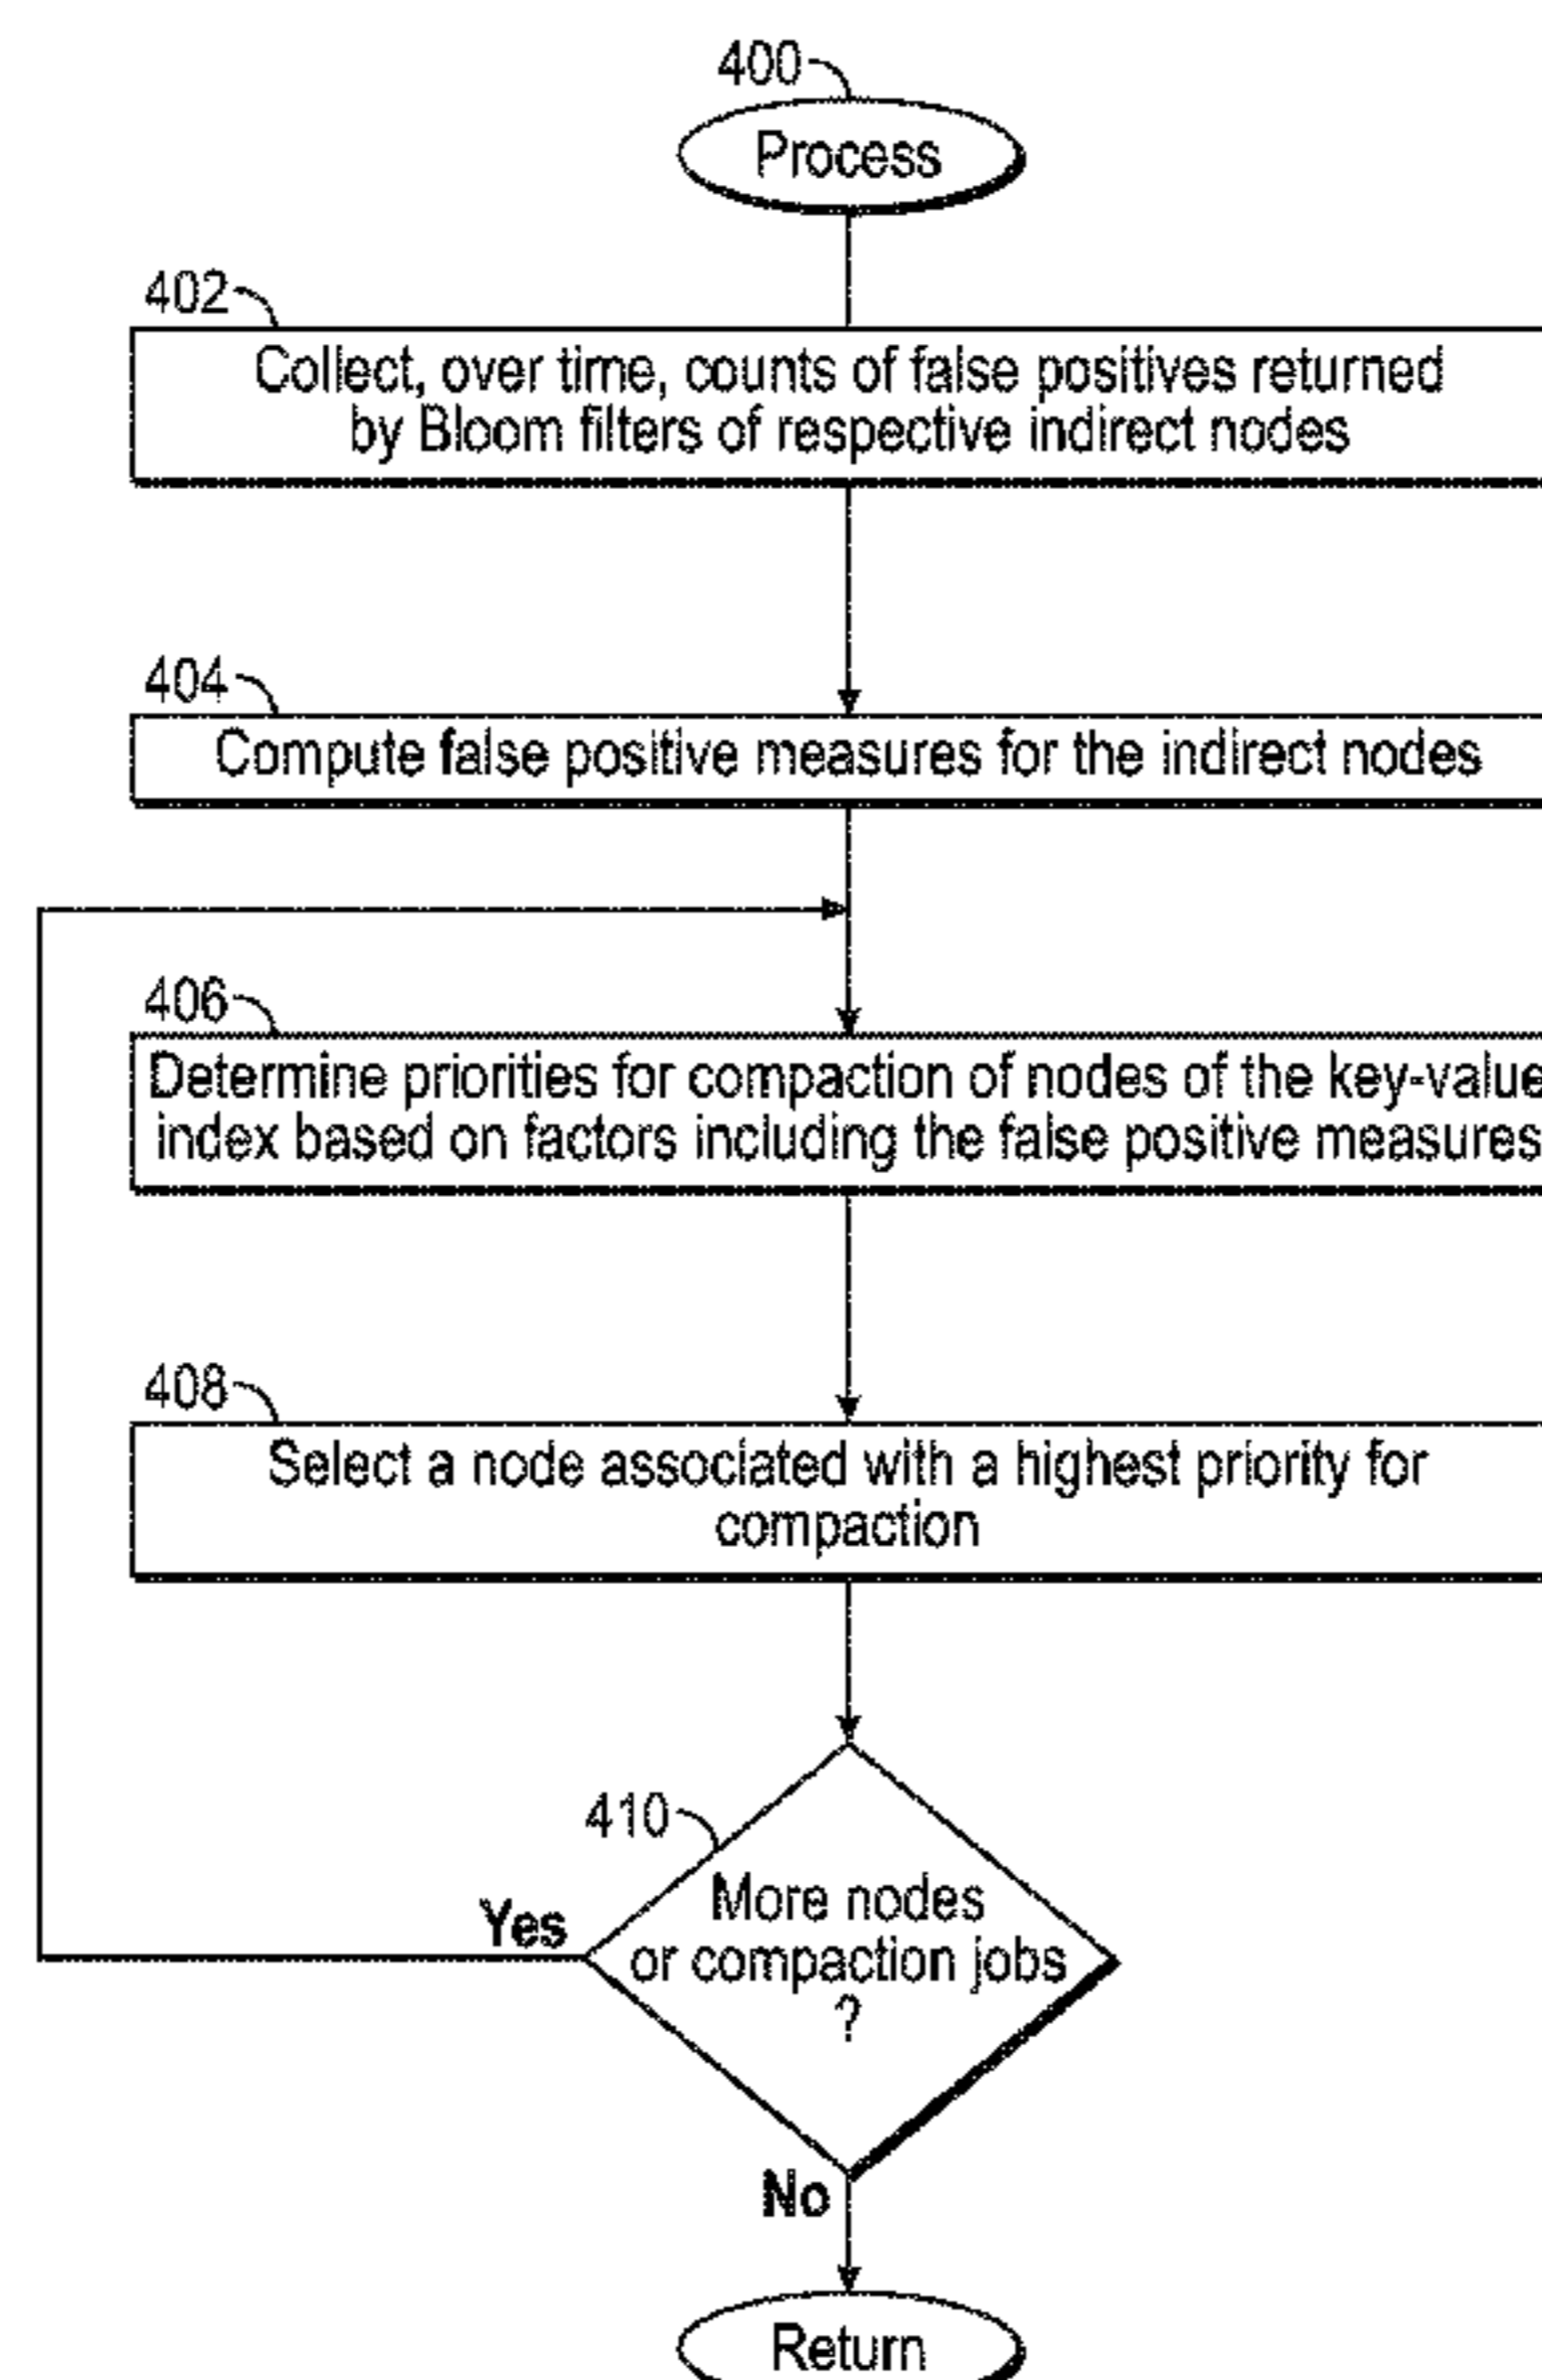 400
Process
402
Collect, over time, counts of false positives returned
by Bloom filters of respective indirect nodes
404
Compute false positive measures for the indirect nodes
406
Determine priorities for compaction of nodes of the key-value
index based on factors including the false positive measures
408
Select a node associated with a highest priority for
compaction
410
More nodes
or compaction jobs
?
Yes
No
Return